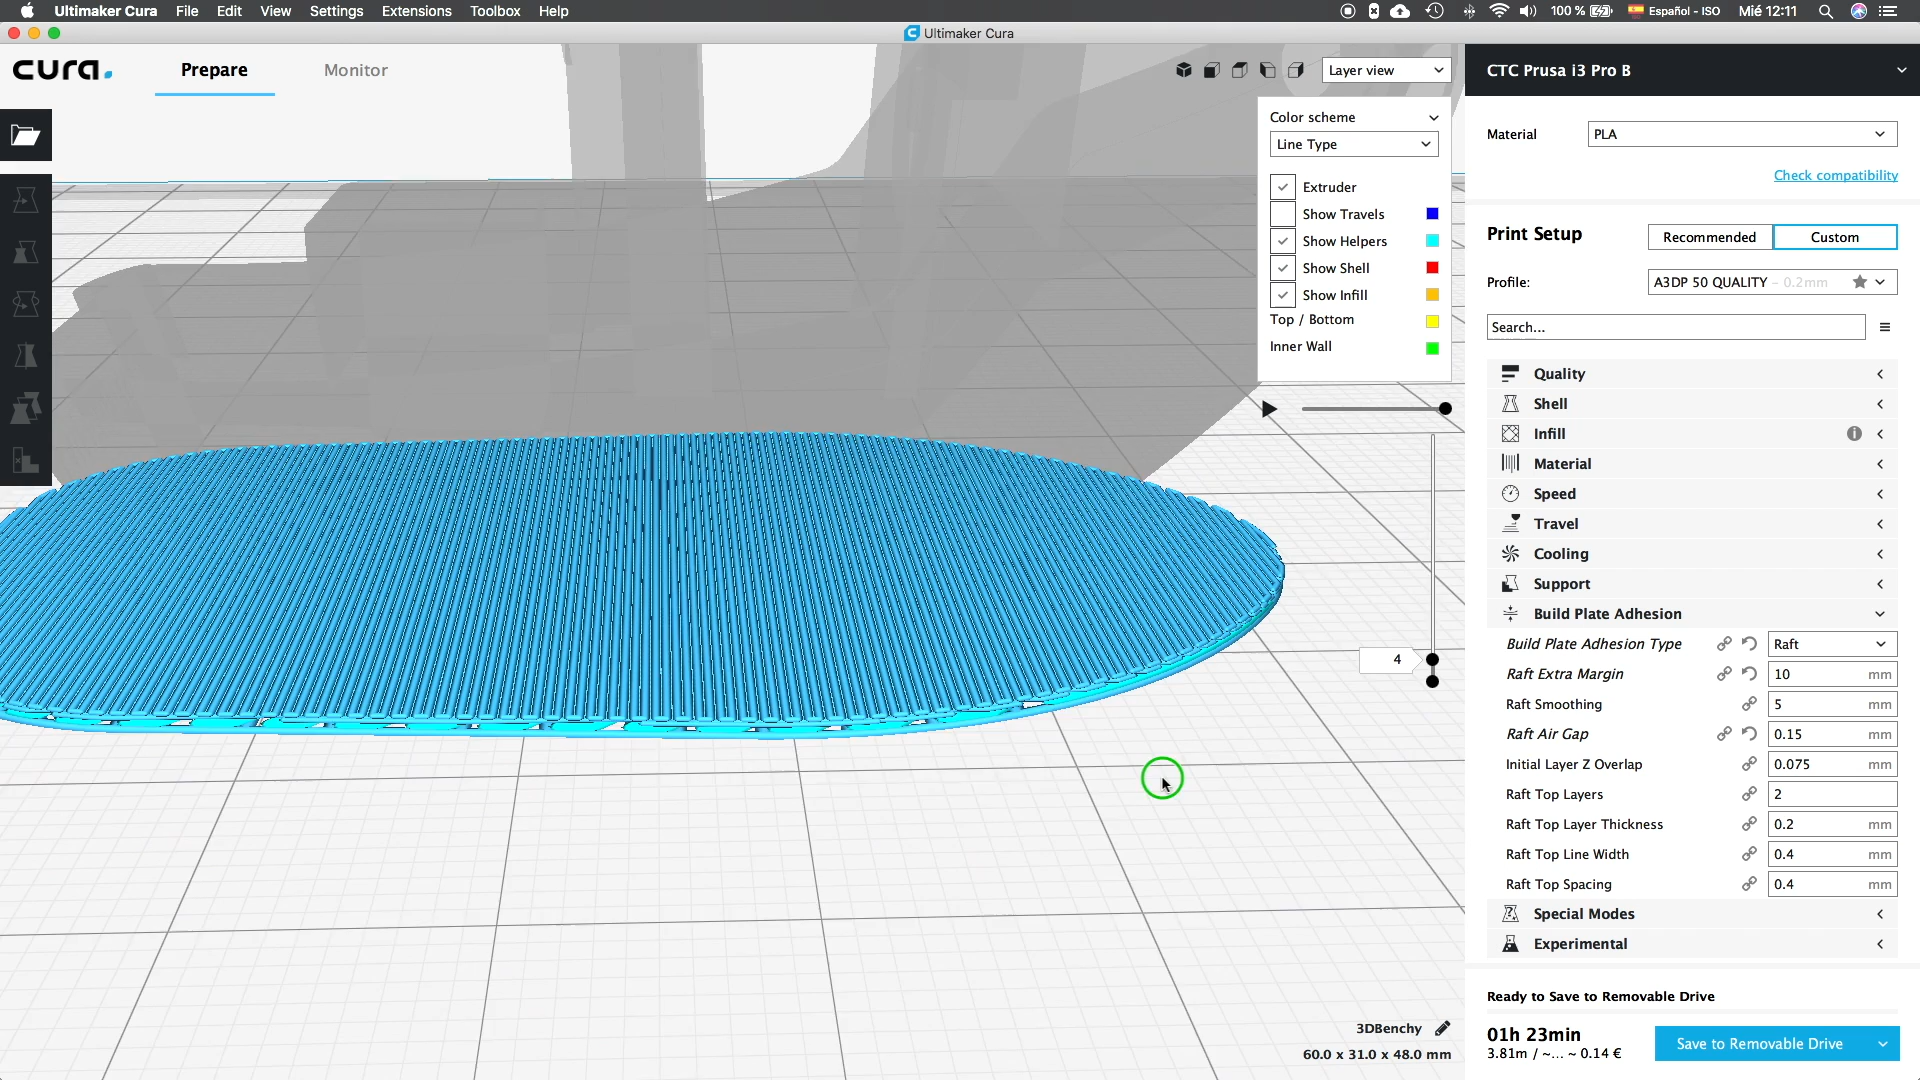 Ultimaker Cura File Edit View Settings Extensions Toolbox Help 100 % Español - ISO Mié 12:11
Ultimaker Cura
cura. Prepare Monitor Layer view CTC Prusa i3 Pro B
Color scheme
Line Type
Extruder
Show Travels
Show Helpers
Show Shell
Show Infill
Top / Bottom
Inner Wall
4
3DBenchy
60.0 x 31.0 x 48.0 mm
Material PLA
Check compatibility
Print Setup Recommended Custom
Profile: A3DP 50 QUALITY - 0.2mm
Search...
Quality
Shell
Infill
Material
Speed
Travel
Cooling
Support
Build Plate Adhesion
Build Plate Adhesion Type Raft
Raft Extra Margin 10 mm
Raft Smoothing 5 mm
Raft Air Gap 0.15 mm
Initial Layer Z Overlap 0.075 mm
Raft Top Layers 2
Raft Top Layer Thickness 0.2 mm
Raft Top Line Width 0.4 mm
Raft Top Spacing 0.4 mm
Special Modes
Experimental
Ready to Save to Removable Drive
01h 23min
3.81m / ~... ~ 0.14 €
Save to Removable Drive